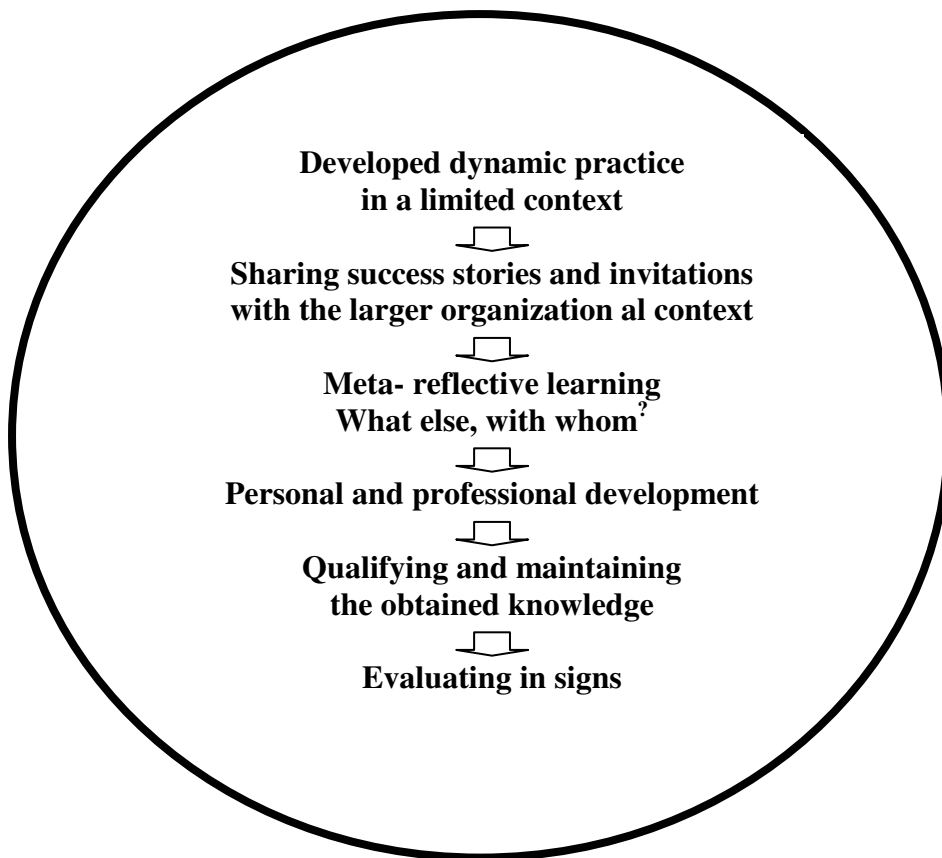 Developed dynamic practice
in a limited context
Sharing success stories and invitations
with the larger organization al context
Meta- reflective learning
What else, with whom?
Personal and professional development
Qualifying and maintaining
the obtained knowledge
Evaluating in signs